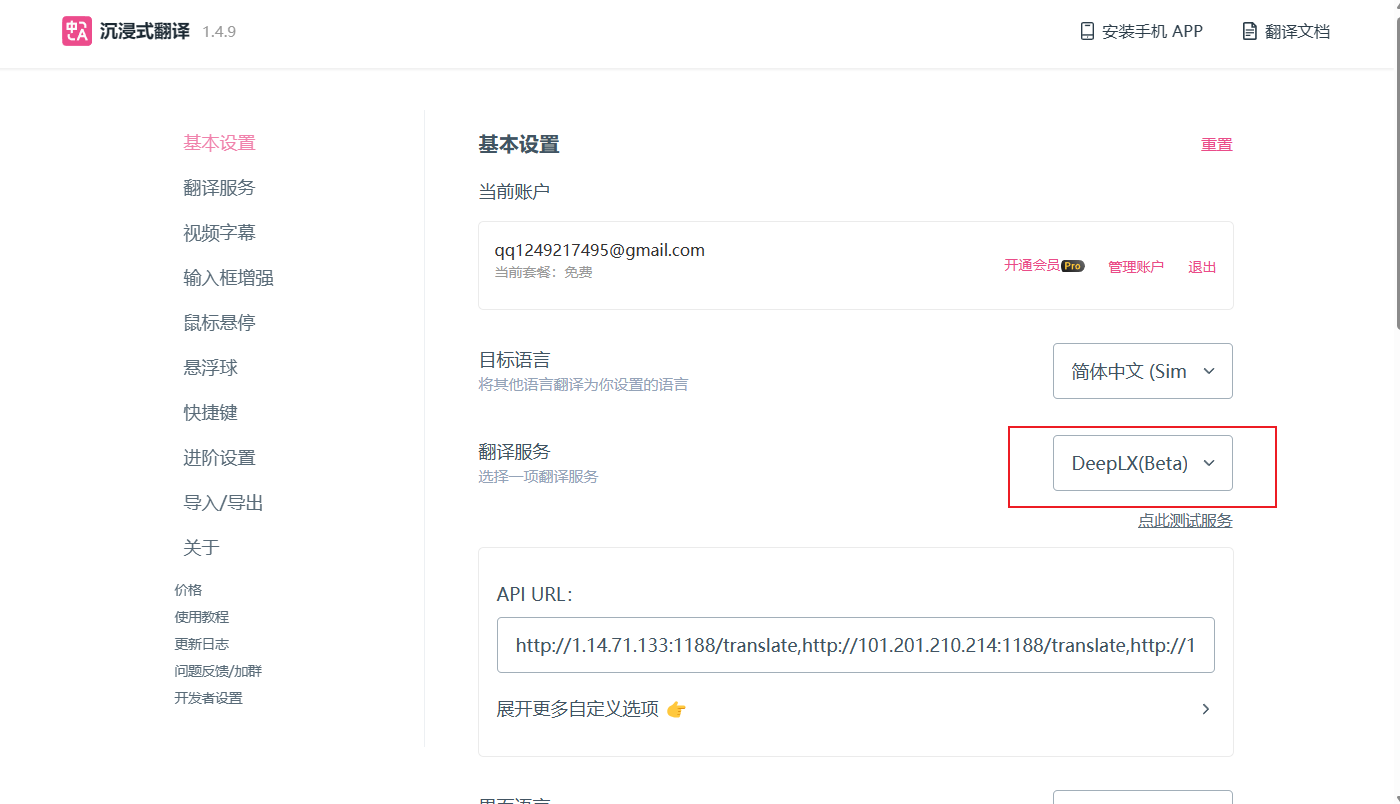 沉浸式翻译 1.4.9
安装手机 APP
翻译文档
基本设置
翻译服务
视频字幕
输入框增强
鼠标悬停
悬浮球
快捷键
进阶设置
导入/导出
关于
价格
使用教程
更新日志
问题反馈/加群
开发者设置
基本设置
重置
当前账户
qq1249217495@gmail.com
当前套餐：免费
开通会员 Pro
管理账户
退出
目标语言
将其他语言翻译为你设置的语言
简体中文 (Sim
翻译服务
选择一项翻译服务
DeepLX(Beta)
点此测试服务
API URL：
http://1.14.71.133:1188/translate,http://101.201.210.214:1188/translate,http://1
展开更多自定义选项 👉